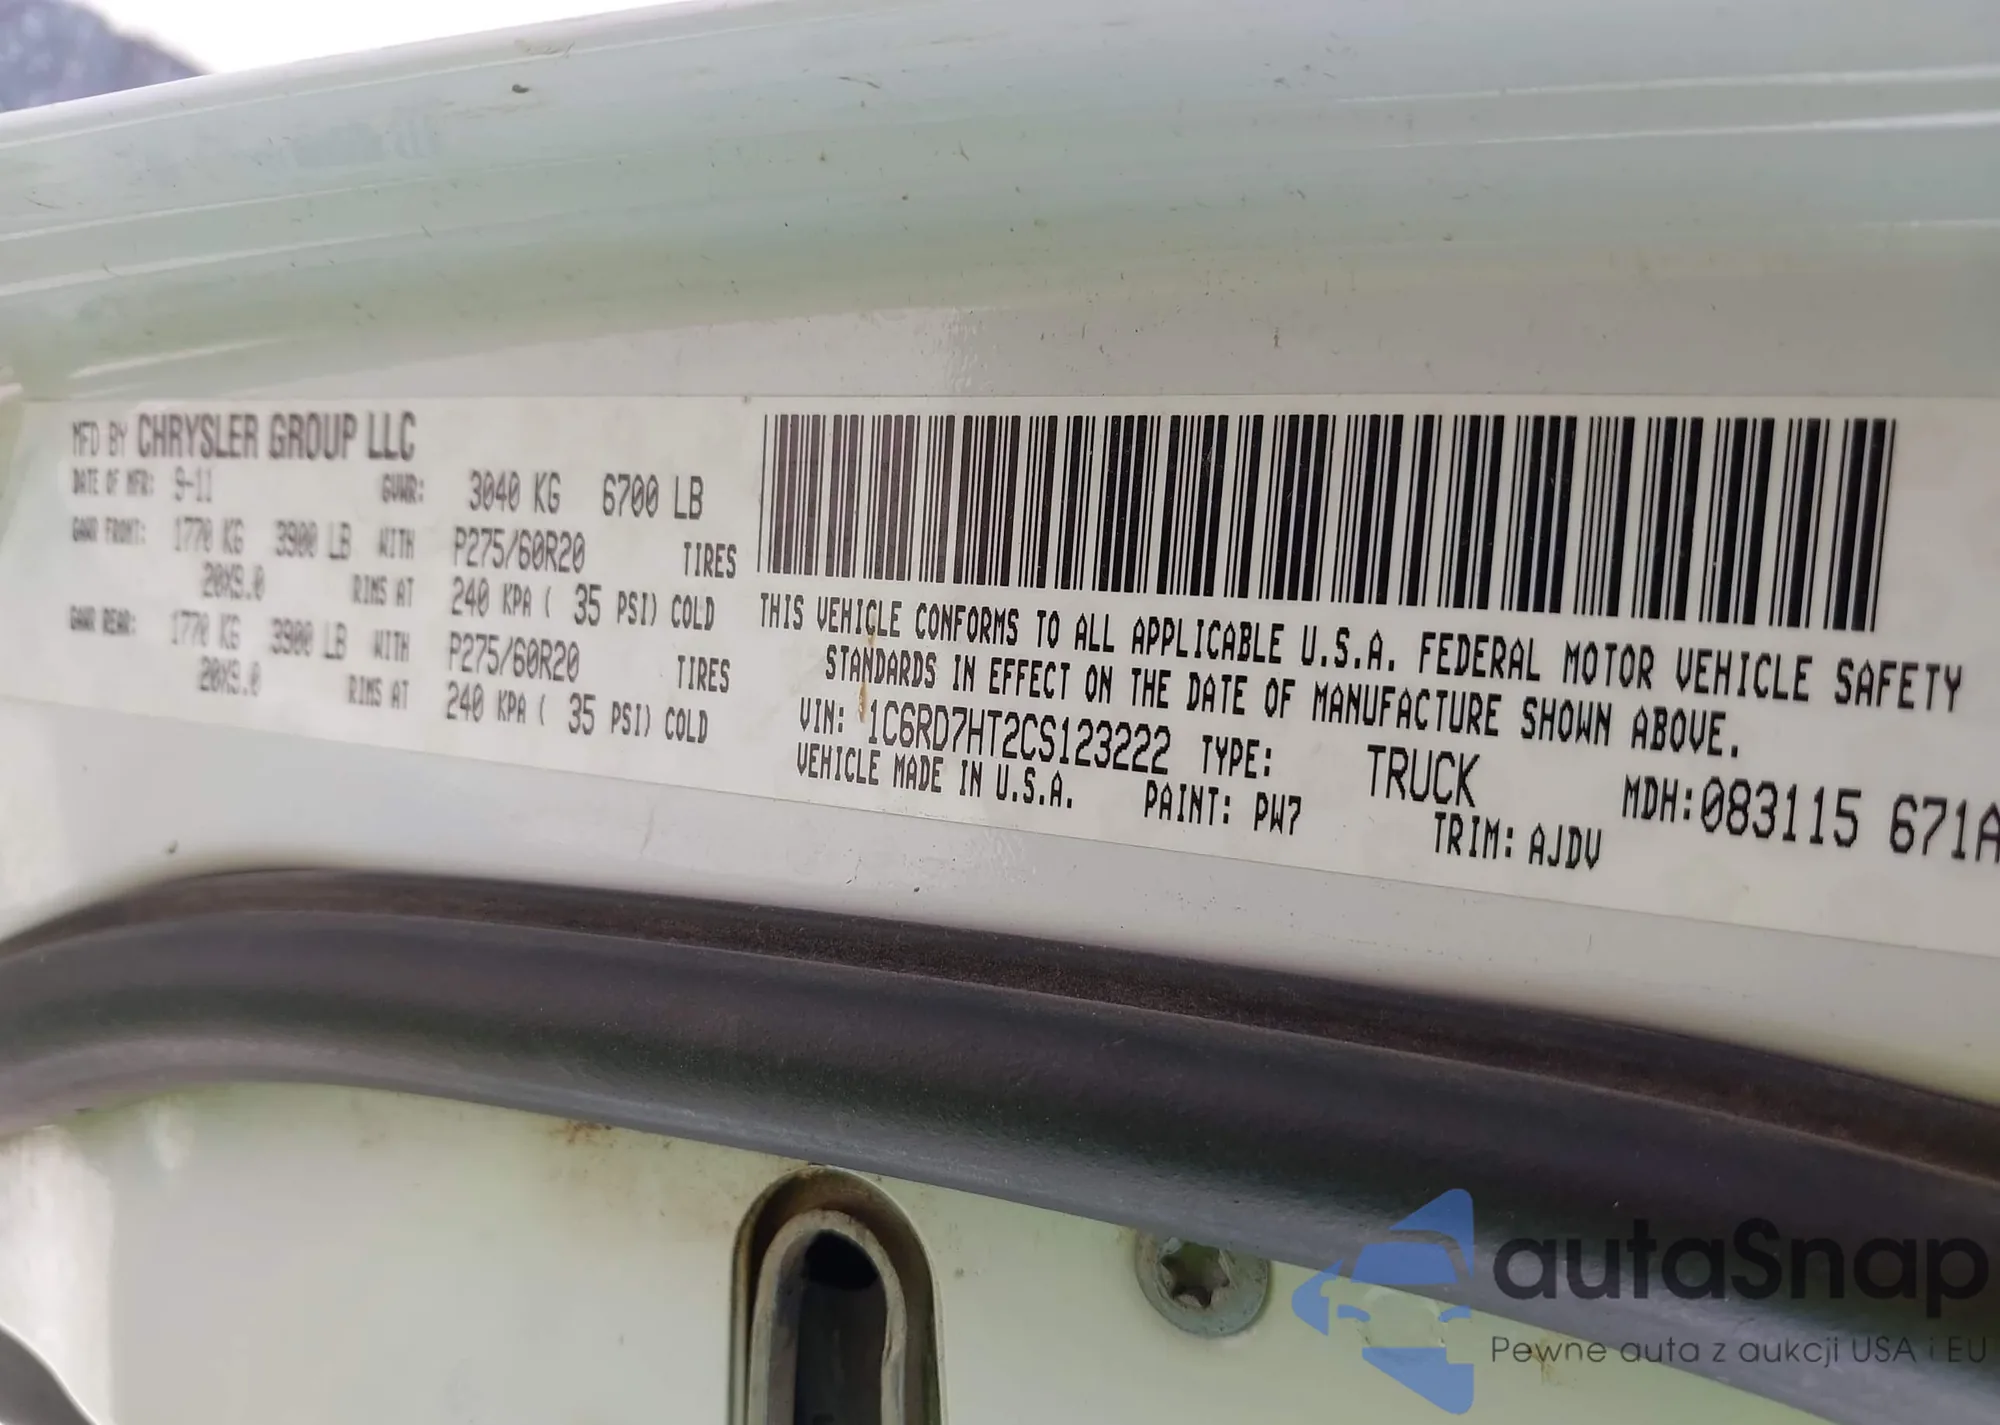 MFD BY CHRYSLER GROUP LLC
DATE OF MFR: 9-11 GVWR: 3040 KG 6700 LB
GAWR FRONT: 1770 KG 3900 LB WITH P275/60R20 TIRES
20X9.0 RIMS AT 240 KPA ( 35 PSI) COLD
GAWR REAR: 1770 KG 3900 LB WITH P275/60R20 TIRES
20X9.0 RIMS AT 240 KPA ( 35 PSI) COLD
THIS VEHICLE CONFORMS TO ALL APPLICABLE U.S.A. FEDERAL MOTOR VEHICLE SAFETY
STANDARDS IN EFFECT ON THE DATE OF MANUFACTURE SHOWN ABOVE.
VIN: 1C6RD7HT2CS123222 TYPE: TRUCK MDH:083115 671A
VEHICLE MADE IN U.S.A. PAINT: PW7 TRIM: AJDV
autaSnap
Pewne auta z aukcji USA i EU